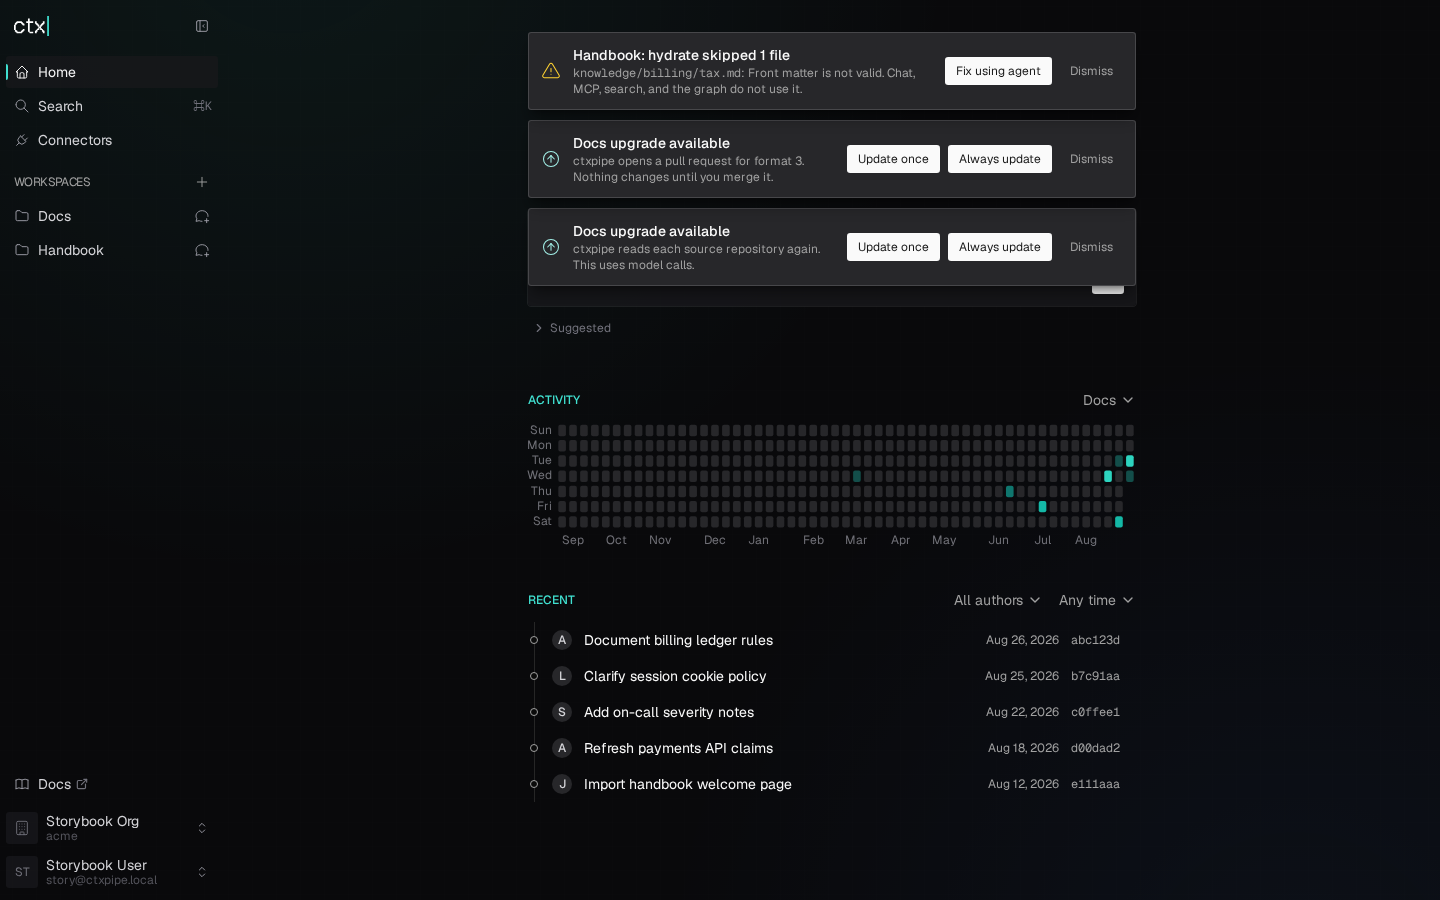 ctx
Home
Search ⌘K
Connectors
WORKSPACES
Docs
Handbook
Docs
Storybook Org
acme
ST
Storybook User
story@ctxpipe.local
Handbook: hydrate skipped 1 file
knowledge/billing/tax.md: Front matter is not valid. Chat,
MCP, search, and the graph do not use it.
Fix using agent
Dismiss
Docs upgrade available
ctxpipe opens a pull request for format 3.
Nothing changes until you merge it.
Update once
Always update
Dismiss
Docs upgrade available
ctxpipe reads each source repository again.
This uses model calls.
Update once
Always update
Dismiss
Suggested
ACTIVITY
Docs
Sun
Mon
Tue
Wed
Thu
Fri
Sat
Sep Oct Nov Dec Jan Feb Mar Apr May Jun Jul Aug
RECENT
All authors
Any time
A Document billing ledger rules Aug 26, 2026 abc123d
L Clarify session cookie policy Aug 25, 2026 b7c91aa
S Add on-call severity notes Aug 22, 2026 c0ffee1
A Refresh payments API claims Aug 18, 2026 d00dad2
J Import handbook welcome page Aug 12, 2026 e111aaa